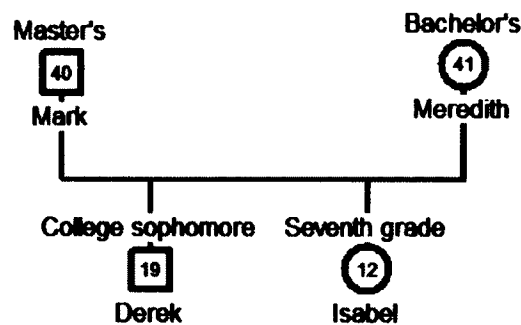 Master's
40
Mark
Bachelor's
41
Meredith
College sophomore
19
Derek
Seventh grade
12
Isabel